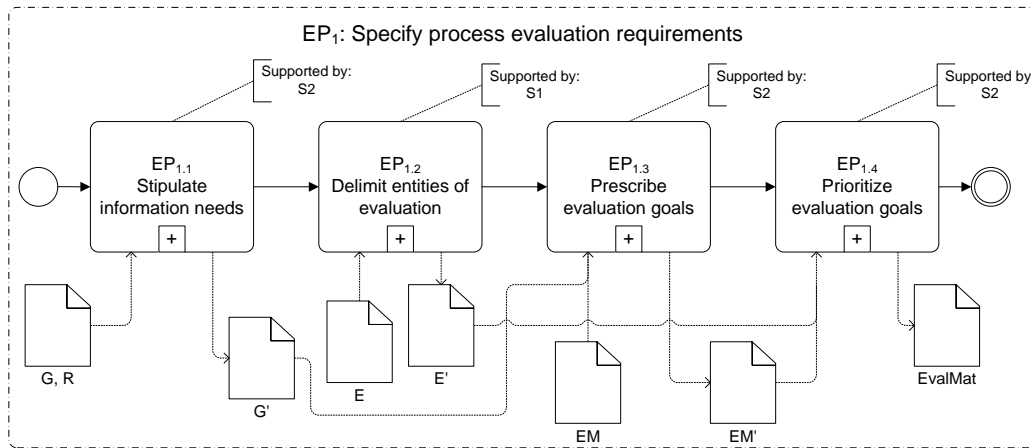 EP1: Specify process evaluation requirements
Supported by:
S2
Supported by:
S1
Supported by:
S2
Supported by:
S2
EP1.1
Stipulate
information needs
+
EP1.2
Delimit entities of
evaluation
+
EP1.3
Prescribe
evaluation goals
+
EP1.4
Prioritize
evaluation goals
+
G, R
G'
E
E'
EM
EM'
EvalMat